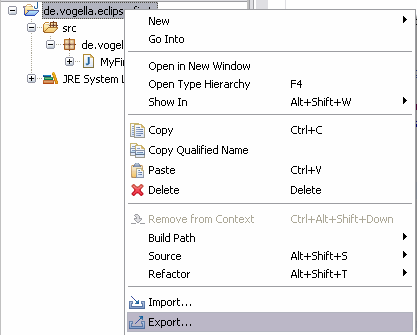 de.vogella.eclips
New
src
Go Into
de.vogel
MyFir
Open in New Window
JRE System L
Open Type Hierarchy F4
Show In Alt+Shift+W
Copy Ctrl+C
Copy Qualified Name
Paste Ctrl+V
Delete Delete
Remove from Context Ctrl+Alt+Shift+Down
Build Path
Source Alt+Shift+S
Refactor Alt+Shift+T
Import...
Export...